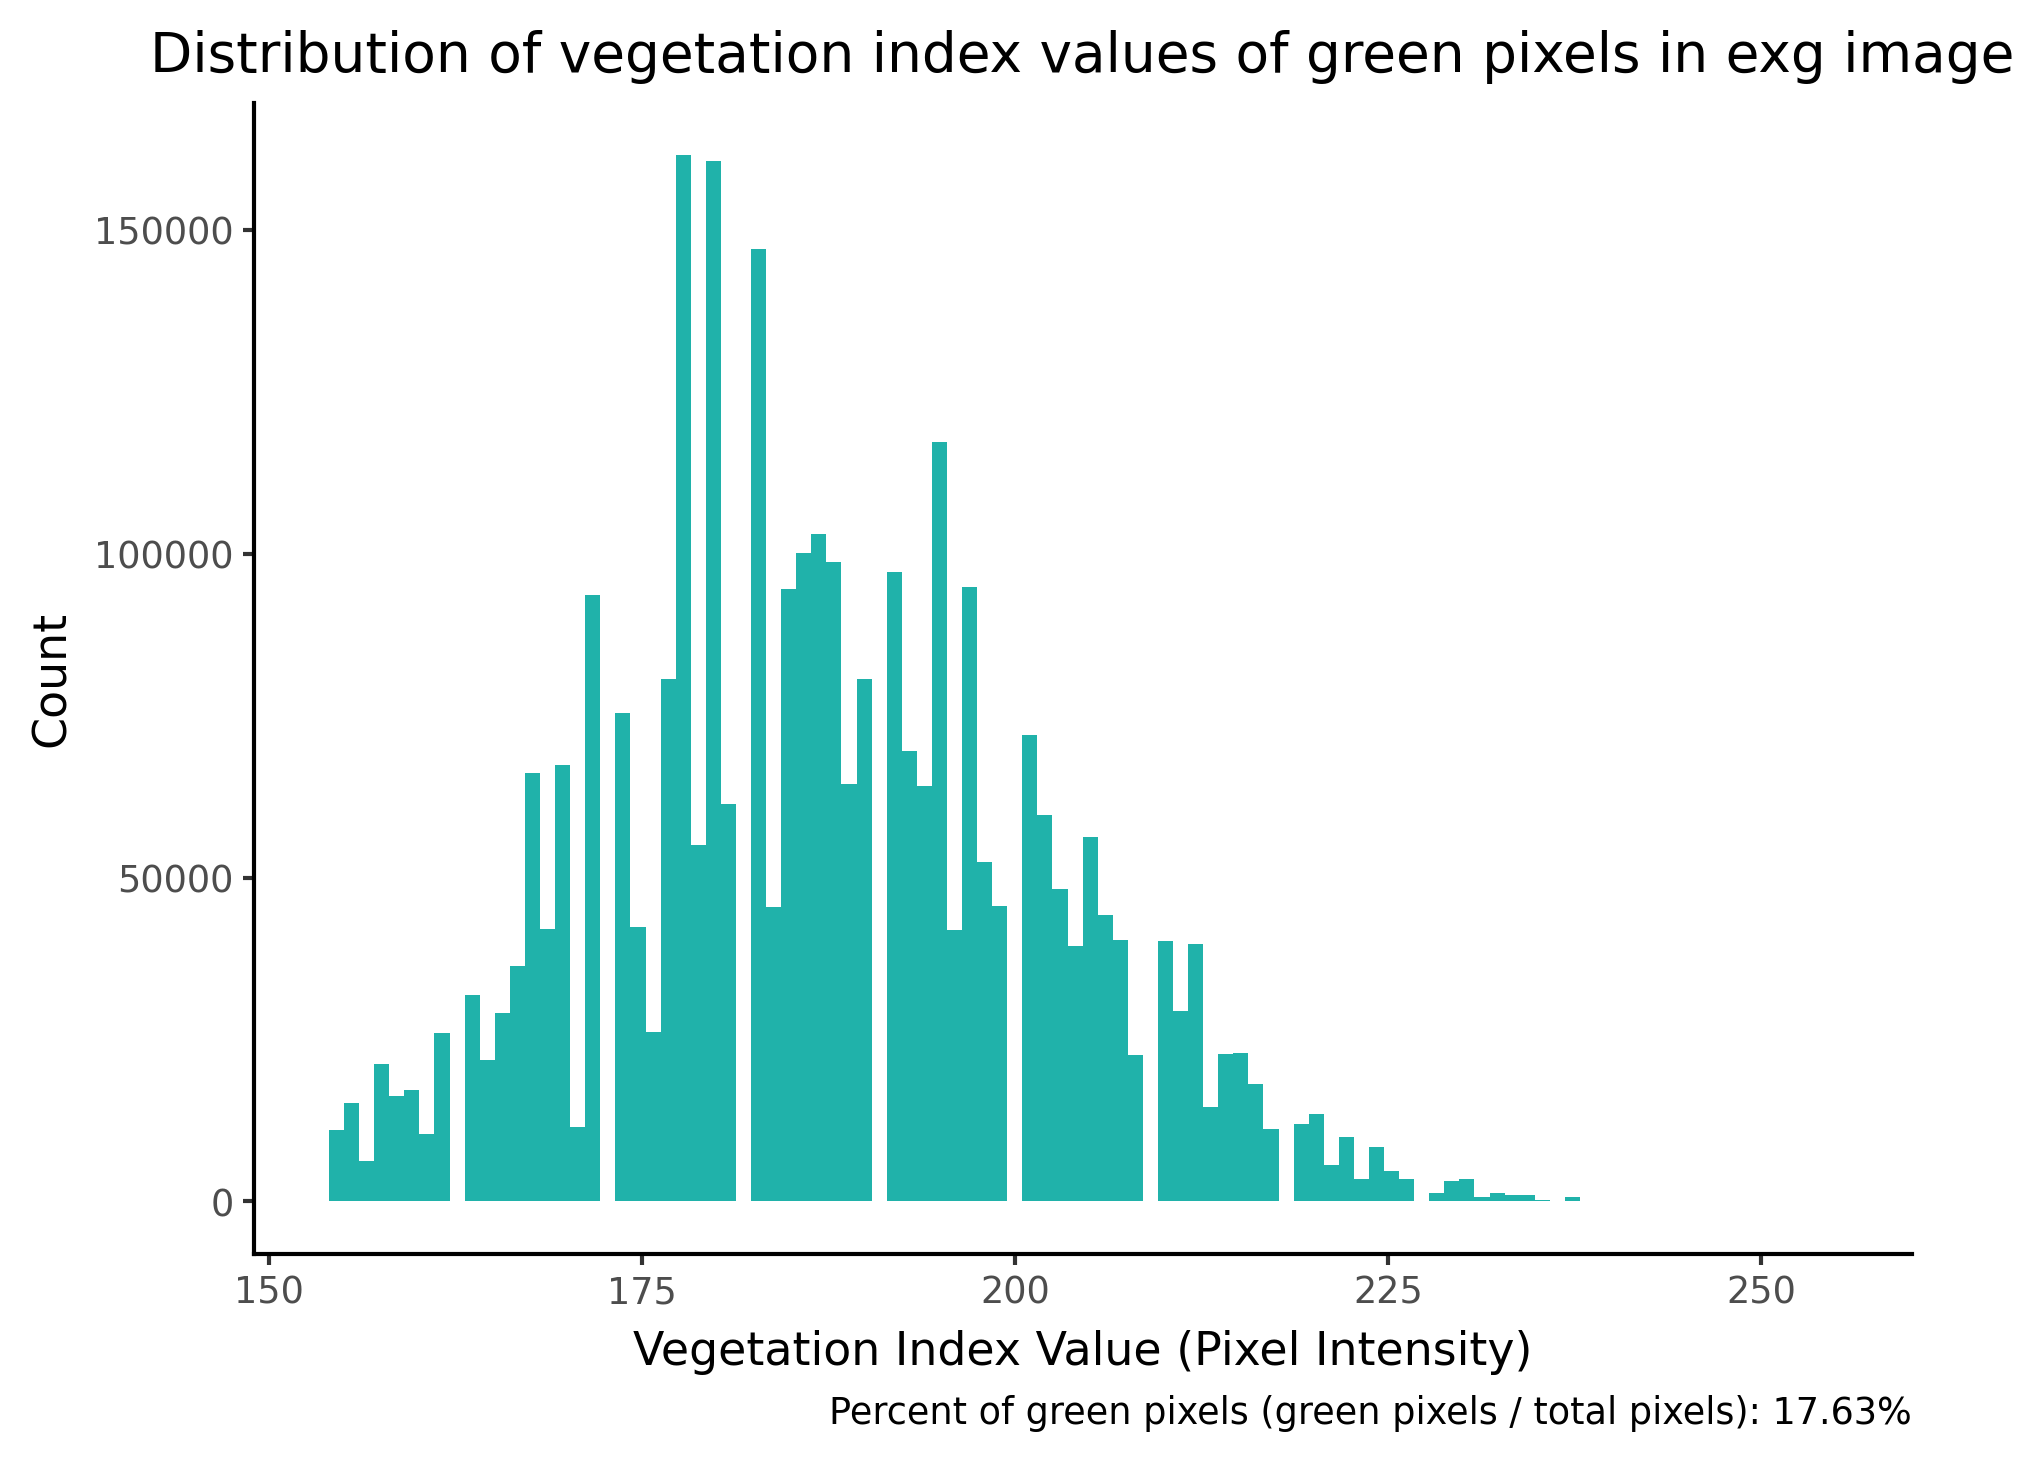 Distribution of vegetation index values of green pixels in exg image
150000
100000
50000
0
Count
150 175 200 225 250
Vegetation Index Value (Pixel Intensity)
Percent of green pixels (green pixels / total pixels): 17.63%